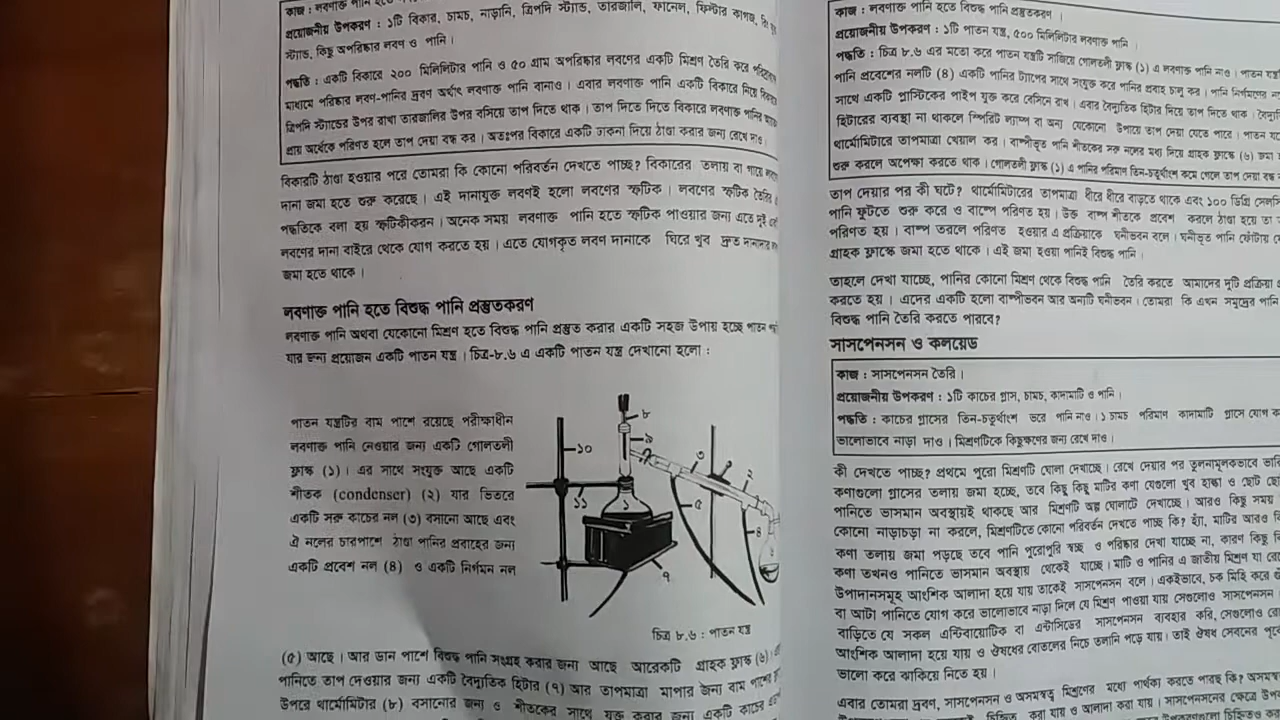 কাজ : লবণাক্ত পানি হতে
প্রয়োজনীয় উপকরণ : ১টি বিকার, চামচ, নাড়ানি, ত্রিপদি স্ট্যান্ড, তারজালি, ফানেল, ফিল্টার কাগজ, রিং
স্ট্যান্ড, কিছু অপরিষ্কার লবণ ও পানি।
পদ্ধতি : একটি বিকারে ২০০ মিলিলিটার পানি ও ৫০ গ্রাম অপরিষ্কার লবণের একটি মিশ্রণ তৈরি করে
মাধ্যমে পরিষ্কার লবণ-পানির দ্রবণ অর্থাৎ লবণাক্ত পানি বানাও। এবার লবণাক্ত পানি একটি বিকারে নিয়ে
ত্রিপদি স্ট্যান্ডের উপর রাখা তারজালির উপর বসিয়ে তাপ দিতে থাক। তাপ দিতে দিতে বিকারে লবণাক্ত পানির
প্রায় অর্ধেকে পরিণত হলে তাপ দেয়া বন্ধ কর। অতঃপর বিকারে একটি ঢাকনা দিয়ে ঠাণ্ডা করার জন্য রেখে দাও।
বিকারটি ঠাণ্ডা হওয়ার পরে তোমরা কি কোনো পরিবর্তন দেখতে পাচ্ছ? বিকারের তলায় বা গায়ে
দানা জমা হতে শুরু করেছে। এই দানাযুক্ত লবণই হলো লবণের স্ফটিক। লবণের স্ফটিক তৈরির
পদ্ধতিকে বলা হয় স্ফটিকীকরন। অনেক সময় লবণাক্ত পানি হতে স্ফটিক পাওয়ার জন্য এতে দুই
লবণের দানা বাইরে থেকে যোগ করতে হয়। এতে যোগকৃত লবন দানাকে ঘিরে খুব দ্রুত
জমা হতে থাকে।
লবণাক্ত পানি হতে বিশুদ্ধ পানি প্রস্তুতকরণ
লবণাক্ত পানি অথবা যেকোনো মিশ্রণ হতে বিশুদ্ধ পানি প্রস্তুত করার একটি সহজ উপায় হচ্ছে পাতন
যার জন্য প্রয়োজন একটি পাতন যন্ত্র। চিত্র-৮.৬ এ একটি পাতন যন্ত্র দেখানো হলো :
পাতন যন্ত্রটির বাম পাশে রয়েছে পরীক্ষাধীন
লবণাক্ত পানি নেওয়ার জন্য একটি গোলতলী
ফ্লাস্ক (১)। এর সাথে সংযুক্ত আছে একটি
শীতক (condenser) (২) যার ভিতরে
একটি সরু কাচের নল (৩) বসানো আছে এবং
ঐ নলের চারপাশে ঠাণ্ডা পানির প্রবাহের জন্য
একটি প্রবেশ নল (৪) ও একটি নির্গমন নল
৮
৯
১০
১১
১
৩
২
৫
৪
৭
চিত্র ৮.৬ : পাতন যন্ত্র
(৫) আছে। আর ডান পাশে বিশুদ্ধ পানি সংগ্রহ করার জন্য আছে আরেকটি গ্রাহক ফ্লাস্ক (৬)।
পানিতে তাপ দেওয়ার জন্য একটি বৈদ্যুতিক হিটার (৭) আর তাপমাত্রা মাপার জন্য বাম পাশের
উপরে থার্মোমিটার (৮) বসানোর জন্য ও শীতকের সাথে যুক্ত করার জন্য একটি কাচের
কাজ : লবণাক্ত পানি হতে বিশুদ্ধ পানি প্রস্তুতকরণ।
প্রয়োজনীয় উপকরণ : ১টি পাতন যন্ত্র, ৫০০ মিলিলিটার লবণাক্ত পানি।
পদ্ধতি : চিত্র ৮.৬ এর মতো করে পাতন যন্ত্রটি সাজিয়ে গোলতলী ফ্লাস্ক (১) এ লবণাক্ত পানি নাও। পাতন
পানি প্রবেশের নলটি (৪) একটি পানির ট্যাপের সাথে সংযুক্ত করে পানির প্রবাহ চালু কর। পানি নির্গমনের
সাথে একটি প্লাস্টিকের পাইপ যুক্ত করে বেসিনে রাখ। এবার বৈদ্যুতিক হিটার দিয়ে তাপ দিতে থাক।
হিটারের ব্যবস্থা না থাকলে স্পিরিট ল্যাম্প বা অন্য যেকোনো উপায়ে তাপ দেয়া যেতে পারে। পাতন
থার্মোমিটারে তাপমাত্রা খেয়াল কর। বাষ্পীভূত পানি শীতকের সরু নলের মধ্য দিয়ে গ্রাহক ফ্লাস্কে (৬) জমা
শুরু করলে অপেক্ষা করতে থাক। গোলতলী ফ্লাস্ক (১) এ পানির পরিমাণ তিন-চতুর্থাংশ কমে গেলে তাপ দেয়া বন্ধ
তাপ দেয়ার পর কী ঘটে? থার্মোমিটারের তাপমাত্রা ধীরে ধীরে বাড়তে থাকে এবং ১০০ ডিগ্রি
পানি ফুটতে শুরু করে ও বাষ্পে পরিণত হয়। উক্ত বাষ্প শীতকে প্রবেশ করলে ঠাণ্ডা হয়ে তা
পরিণত হয়। বাষ্প তরলে পরিণত হওয়ার এ প্রক্রিয়াকে ঘনীভবন বলে। ঘনীভূত পানি ফোঁটায়
গ্রাহক ফ্লাস্কে জমা হতে থাকে। এই জমা হওয়া পানিই বিশুদ্ধ পানি।
তাহলে দেখা যাচ্ছে, পানির কোনো মিশ্রণ থেকে বিশুদ্ধ পানি তৈরি করতে আমাদের দুটি প্রক্রিয়া
করতে হয়। এদের একটি হলো বাষ্পীভবন আর অন্যটি ঘনীভবন। তোমরা কি এখন সমুদ্রের পানি
বিশুদ্ধ পানি তৈরি করতে পারবে?
সাসপেনসন ও কলয়েড
কাজ : সাসপেনসন তৈরি।
প্রয়োজনীয় উপকরণ : ১টি কাচের গ্লাস, চামচ, কাদামাটি ও পানি।
পদ্ধতি : কাচের গ্লাসের তিন-চতুর্থাংশ ভরে পানি নাও। ১ চামচ পরিমাণ কাদামাটি গ্লাসে যোগ
ভালোভাবে নাড়া দাও। মিশ্রণটিকে কিছুক্ষণের জন্য রেখে দাও।
কী দেখতে পাচ্ছ? প্রথমে পুরো মিশ্রণটি ঘোলা দেখাচ্ছে। রেখে দেয়ার পর তুলনামূলকভাবে
কণাগুলো গ্লাসের তলায় জমা হচ্ছে, তবে কিছু কিছু মাটির কণা যেগুলো খুব হাল্কা ও ছোট
পানিতে ভাসমান অবস্থায়ই থাকছে আর মিশ্রণটি অল্প ঘোলাটে দেখাচ্ছে। আরও কিছু সময়
কোনো নাড়াচড়া না করলে, মিশ্রণটিতে কোনো পরিবর্তন দেখতে পাচ্ছ কি? হ্যাঁ, মাটির আরও
কণা তলায় জমা পড়ছে তবে পানি পুরোপুরি স্বচ্ছ ও পরিষ্কার দেখা যাচ্ছে না, কারণ কিছু
কণা তখনও পানিতে ভাসমান অবস্থায় থেকেই যাচ্ছে। মাটি ও পানির এ জাতীয় মিশ্রণ যা
উপাদানসমূহ আংশিক আলাদা হয়ে যায় তাকেই সাসপেনসন বলে। একইভাবে, চক মিহি করে
বা আটা পানিতে যোগ করে ভালোভাবে নাড়া দিলে যে মিশ্রণ পাওয়া যায় সেগুলোও সাসপেনসন
বাড়িতে যে সকল এন্টিবায়োটিক বা এন্টাসিডের সাসপেনসন ব্যবহার করি, সেগুলোও
আংশিক আলাদা হয়ে যায় ও ঔষধের বোতলের নিচে তলানি পড়ে যায়। তাই ঔষধ সেবনের
ভালো করে ঝাকিয়ে নিতে হয়।
এবার তোমরা দ্রবণ, সাসপেনসন ও অসমস্বত্ব মিশ্রণের মধ্যে পার্থক্য করতে পারছ কি?